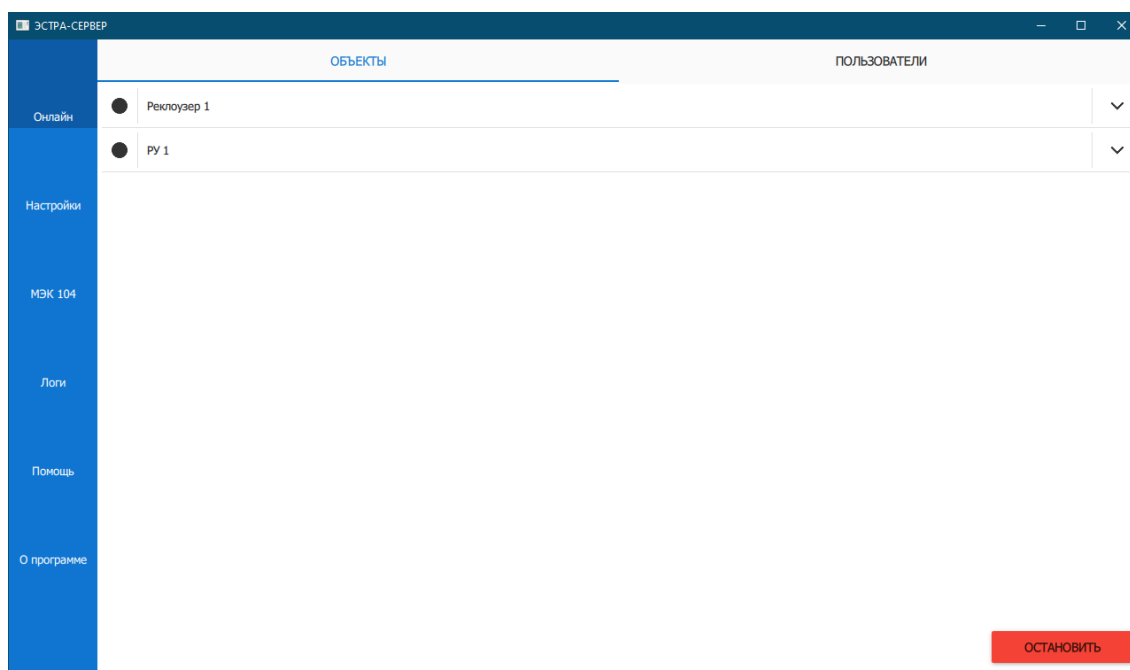 ЭСТРА-СЕРВЕР
ОБЪЕКТЫ
ПОЛЬЗОВАТЕЛИ
Онлайн
Реклоузер 1
РУ 1
Настройки
МЭК 104
Логи
Помощь
О программе
ОСТАНОВИТЬ